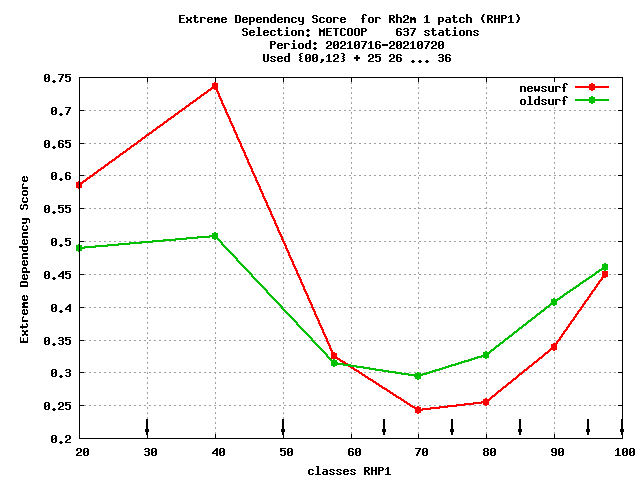 Extreme Dependency Score  for Rh2m 1 patch (RHP1)
Selection: METCOOP    637 stations
Period: 20210716-20210720
Used {00,12} + 25 26 ... 36
newsurf
oldsurf
Extreme Dependency Score
0.75
0.7
0.65
0.6
0.55
0.5
0.45
0.4
0.35
0.3
0.25
0.2
20 30 40 50 60 70 80 90 100
classes RHP1